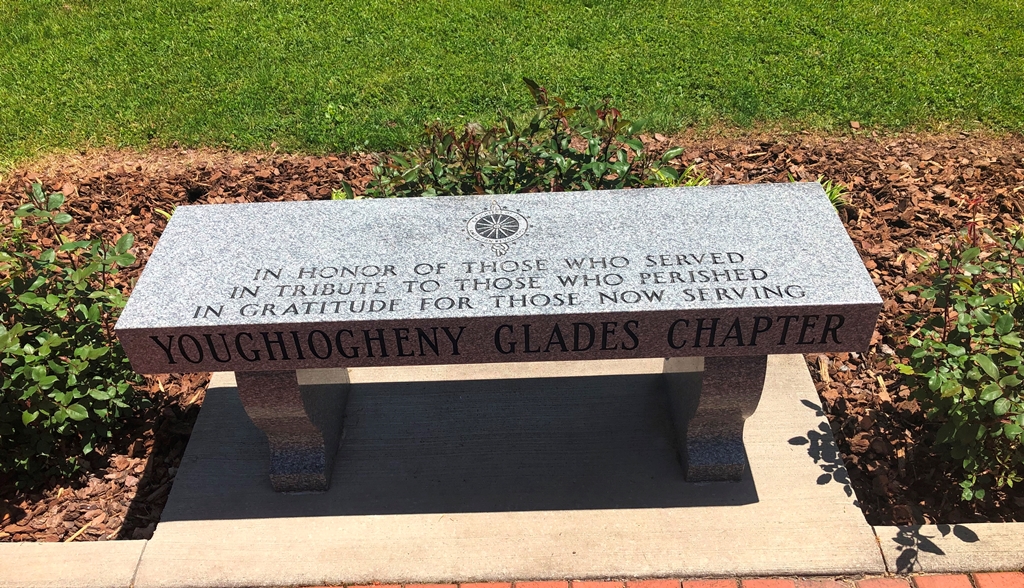 IN HONOR OF THOSE WHO SERVED
IN TRIBUTE TO THOSE WHO PERISHED
IN GRATITUDE FOR THOSE NOW SERVING
YOUGHIOGHENY GLADES CHAPTER